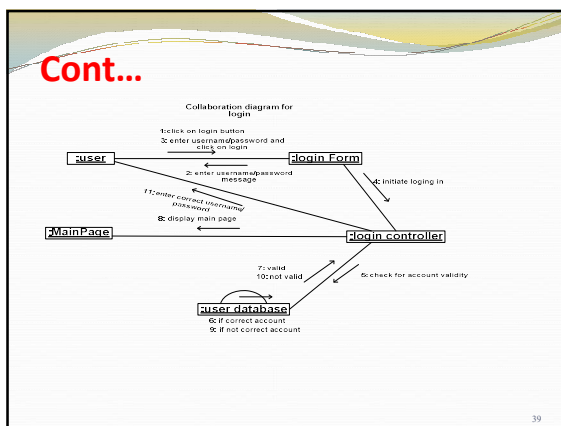 Cont...
Collaboration diagram for
login
1: click on login button
3: enter username/password and
click on login
:user
:login Form
2: enter username/password
message
4: initiate loging in
11: enter correct username/
password
8: display main page
:MainPage
:login controller
7: valid
10: not valid
5: check for account validity
:user database
6: if correct account
9: if not correct account
39